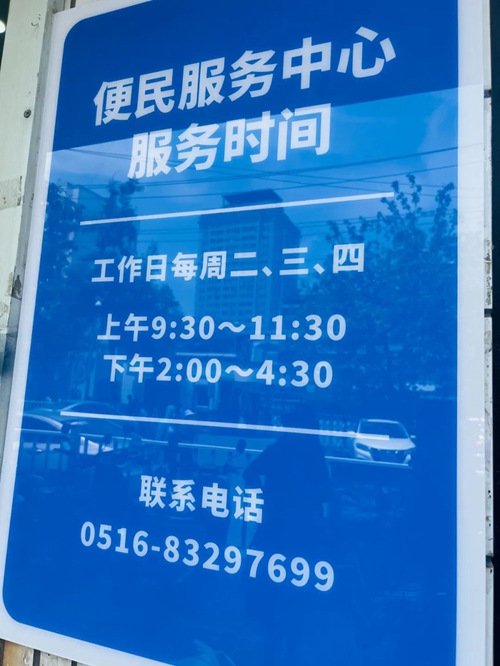 便民服务中心
服务时间
工作日每周二、三、四
上午9:30～11:30
下午2:00～4:30
联系电话
0516-83297699